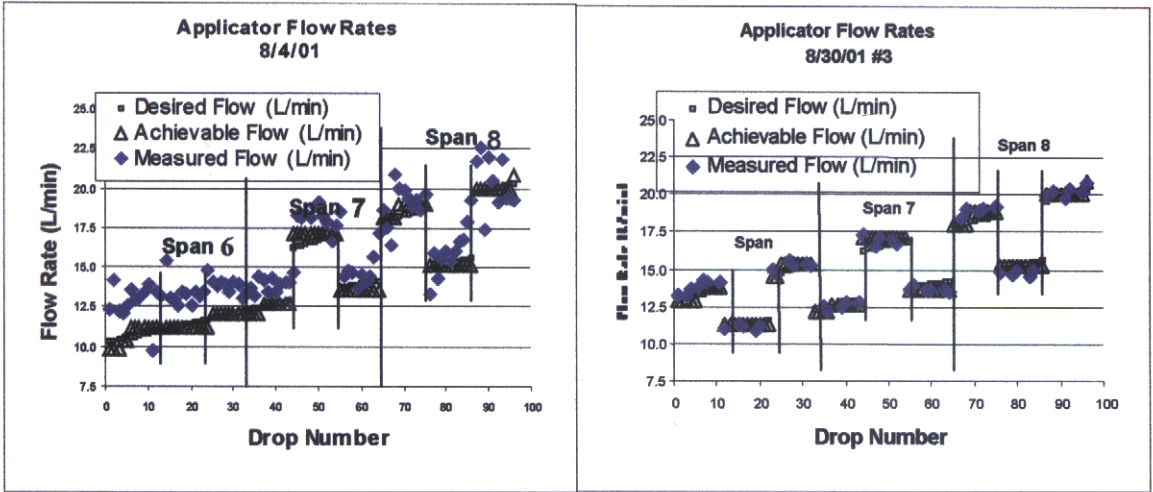 Applicator Flow Rates
8/4/01
Desired Flow (L/min)
Achievable Flow (L/min)
Measured Flow (L/min)
25.0
22.5
20.0
17.5
15.0
12.5
10.0
7.5
Flow Rate (L/min)
Span 6
Span 7
Span 8
0 10 20 30 40 50 60 70 80 90 100
Drop Number
Applicator Flow Rates
8/30/01 #3
Desired Flow (L/min)
Achievable Flow (L/min)
Measured Flow (L/min)
25.0
22.5
20.0
17.5
15.0
12.5
10.0
7.5
Span
Span 7
Span 8
0 10 20 30 40 50 60 70 80 90 100
Drop Number